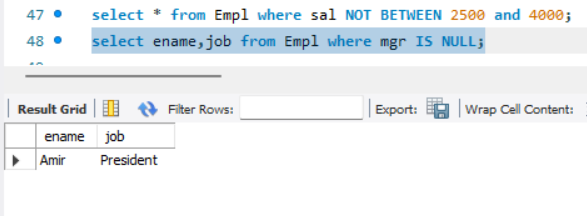 47 select * from Empl where sal NOT BETWEEN 2500 and 4000;
48 select ename,job from Empl where mgr IS NULL;
Result Grid Filter Rows: Export: Wrap Cell Content:
ename job
Amir President